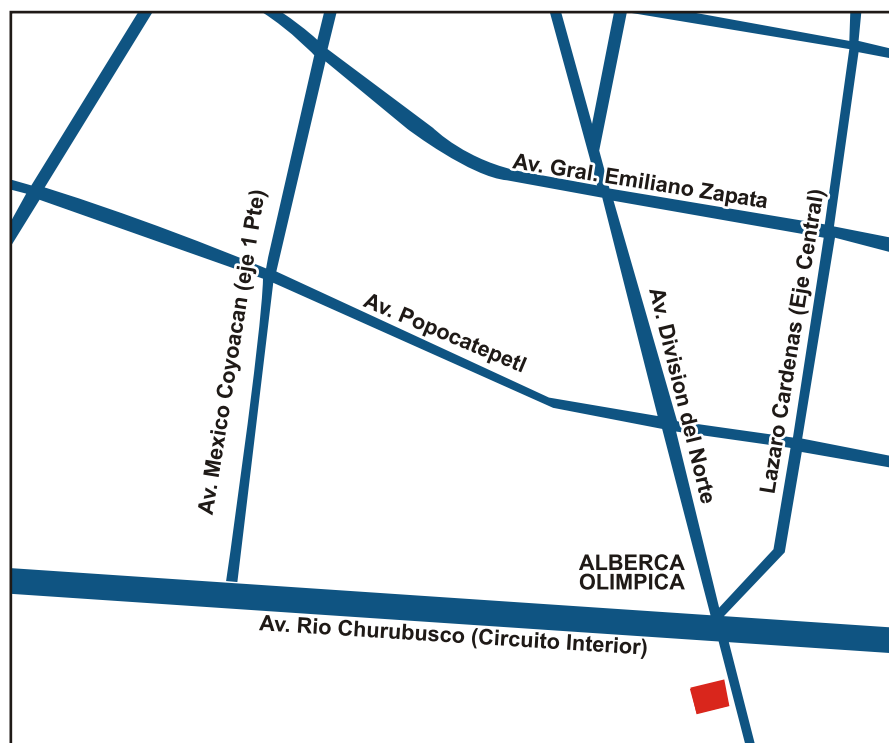 Av. Gral. Emiliano Zapata
Av. Mexico Coyoacan (eje 1 Pte)
Lazaro Cardenas (Eje Central)
Av. Popocatepetl
Av. Division del Norte
ALBERCA
OLIMPICA
Av. Rio Churubusco (Circuito Interior)